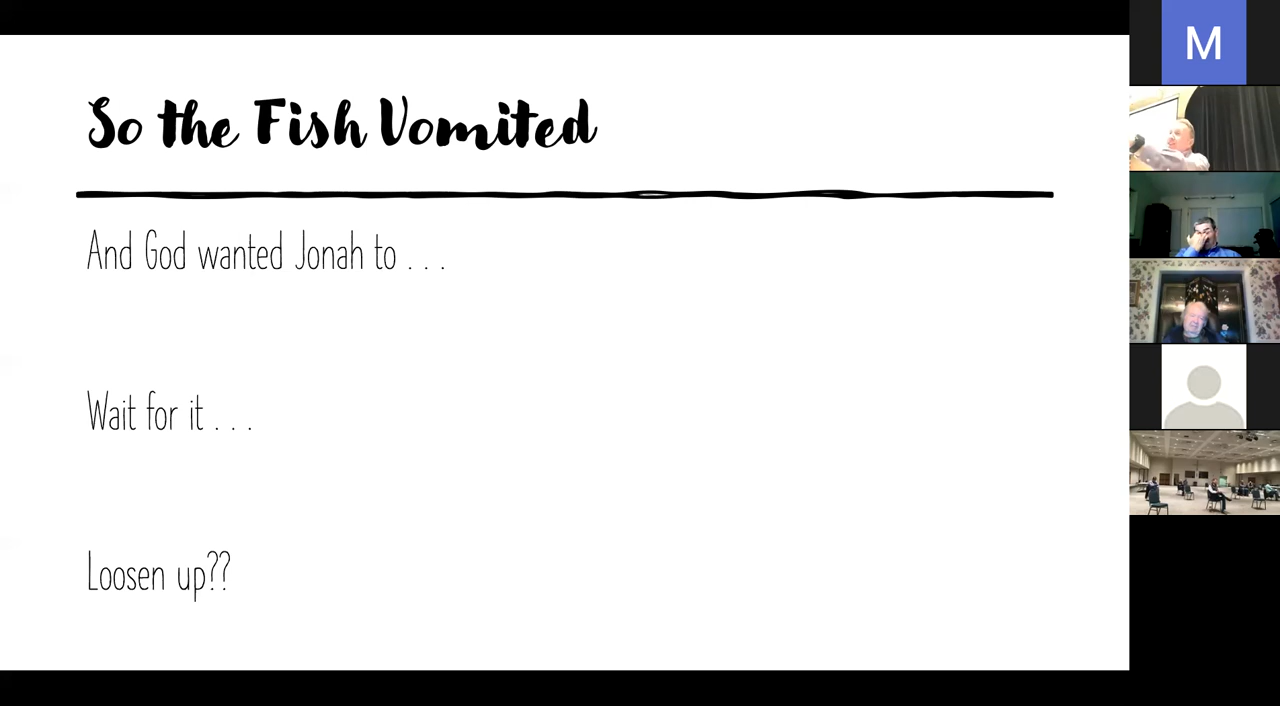 So the Fish Vomited
And God wanted Jonah to . . .
Wait for it . . .
Loosen up??
M